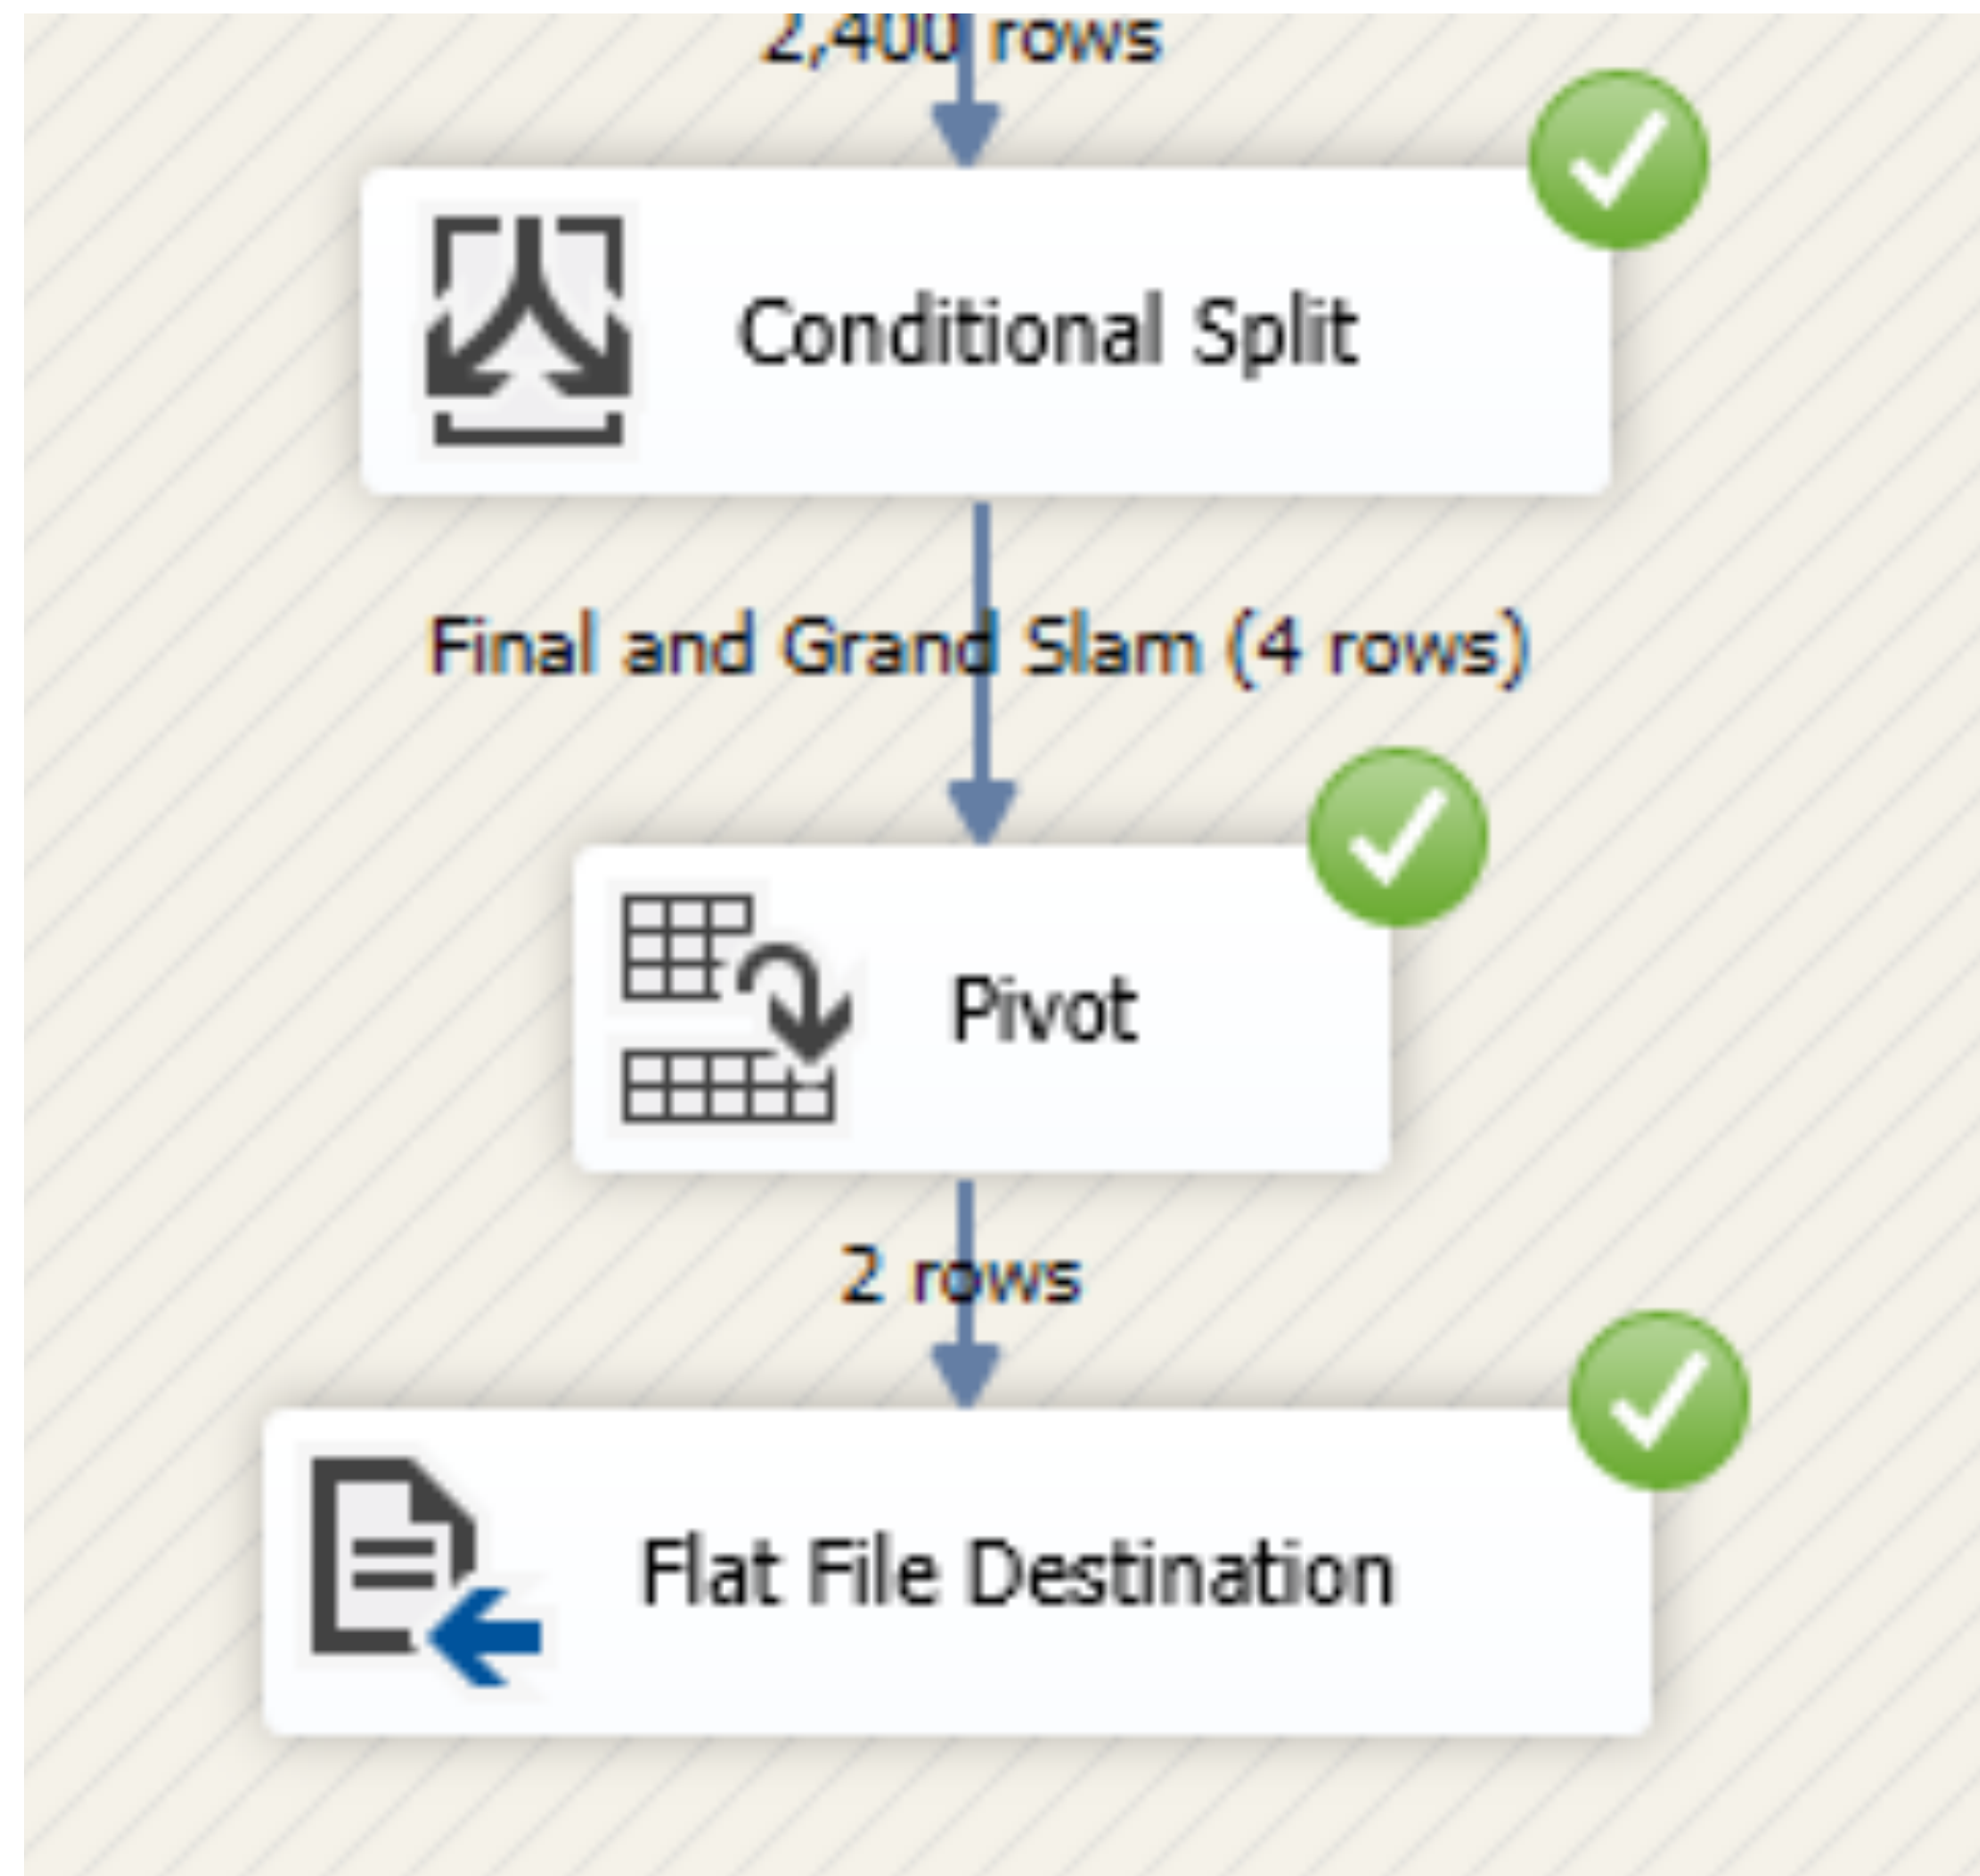 2,400 rows
Conditional Split
Final and Grand Slam (4 rows)
Pivot
2 rows
Flat File Destination